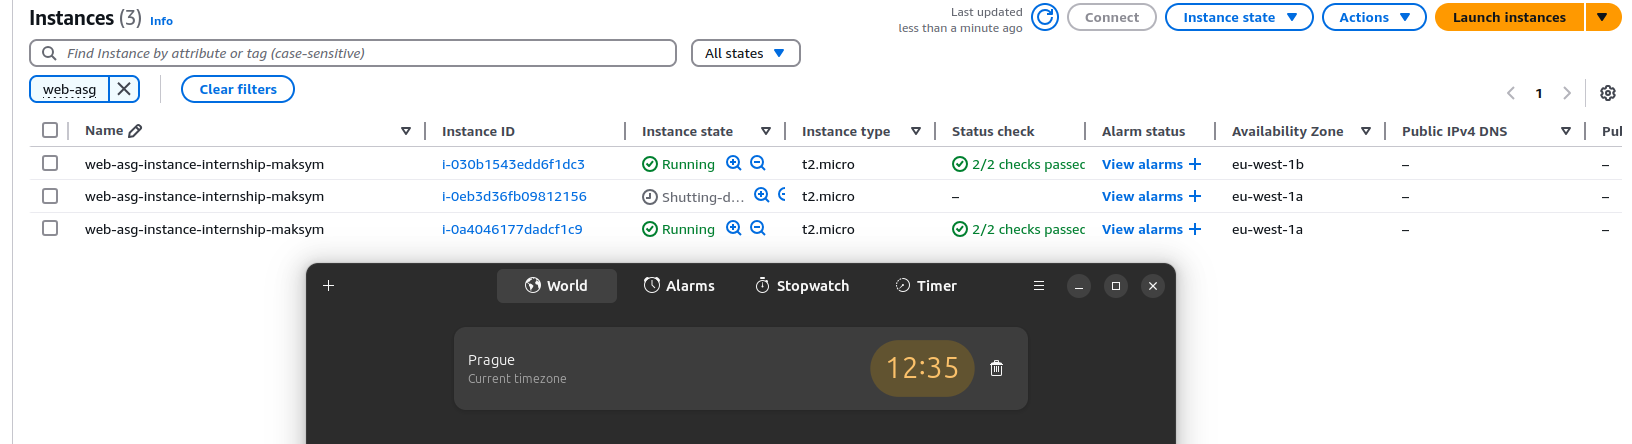 Instances (3) Info
Last updated
less than a minute ago
Connect
Instance state
Actions
Launch instances
Find Instance by attribute or tag (case-sensitive)
All states
web-asg
Clear filters
1
Name Instance ID Instance state Instance type Status check Alarm status Availability Zone Public IPv4 DNS Pul
web-asg-instance-internship-maksym i-030b1543edd6f1dc3 Running t2.micro 2/2 checks passec View alarms + eu-west-1b – –
web-asg-instance-internship-maksym i-0eb3d36fb09812156 Shutting-d... t2.micro – View alarms + eu-west-1a – –
web-asg-instance-internship-maksym i-0a4046177dadcf1c9 Running t2.micro 2/2 checks passec View alarms + eu-west-1a – –
World Alarms Stopwatch Timer
Prague
Current timezone
12:35